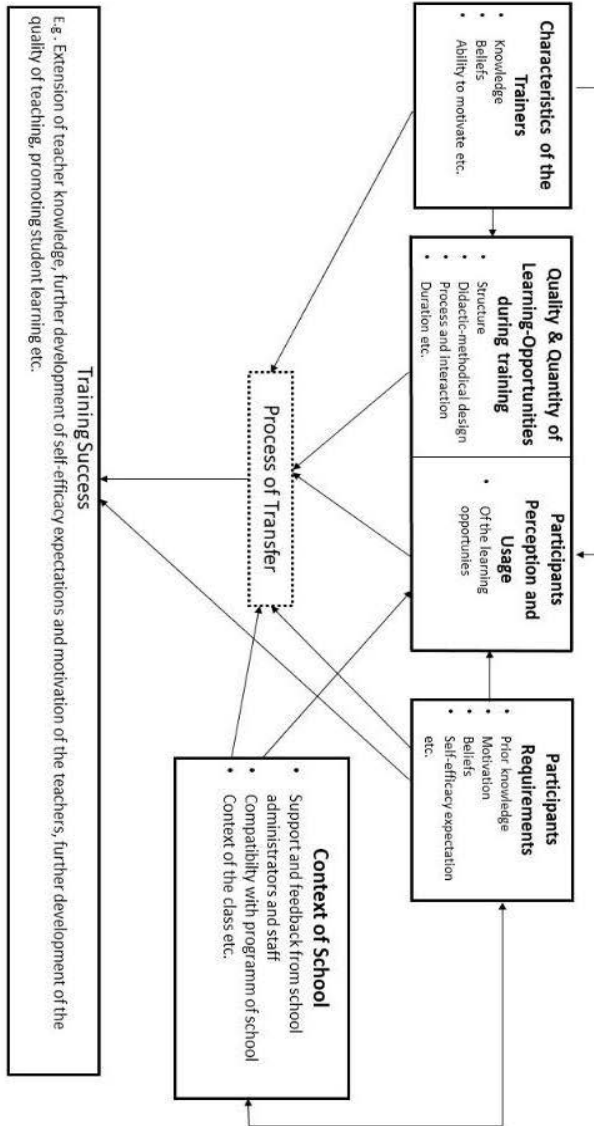 Characteristics of the
Trainers
• Knowledge
• Beliefs
• Ability to motivate etc.
Quality & Quantity of
Learning-Opportunities
during training
• Structure
• Didactic-methodical design
• Process and interaction
• Duration etc.
Participants
Perception and
Usage
• Of the learning
opportunies
Participants
Requirements
• Prior knowledge
• Motivation
• Beliefs
• Self-efficacy expectation
etc.
Process of Transfer
Context of School
• Support and feedback from school
administrators and staff
• Compatibilty with programm of school
• Context of the class etc.
Training Success
E.g. Extension of teacher knowledge, further development of self-efficacy expectations and motivation of the teachers, further development of the
quality of teaching, promoting student learning etc.